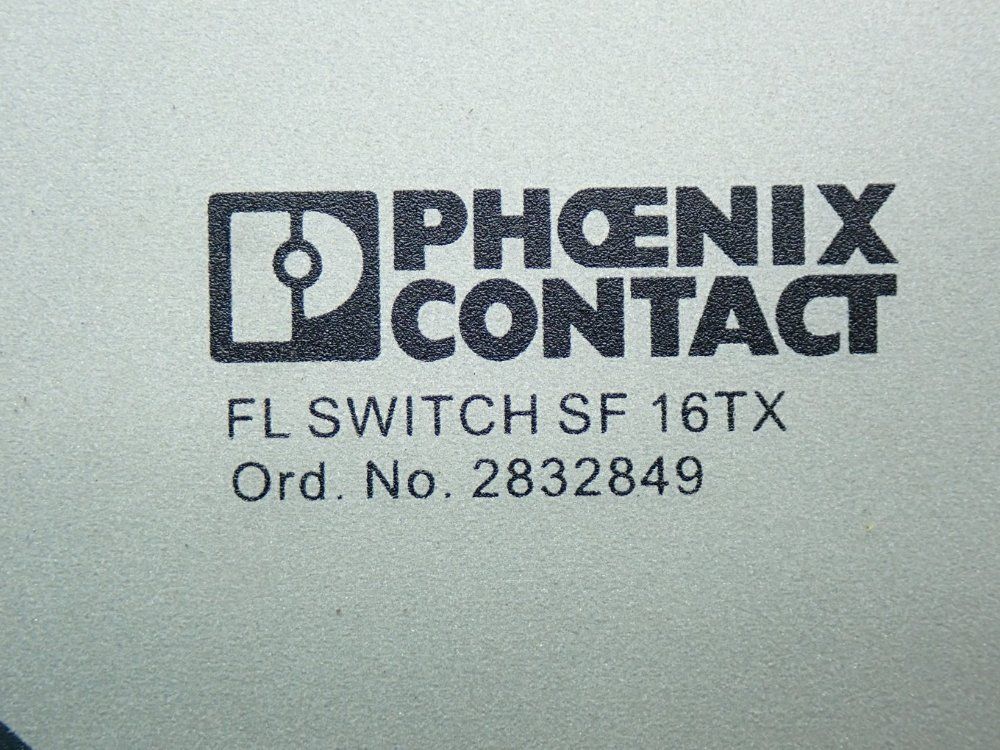 PHŒNIX
CONTACT
FL SWITCH SF 16TX
Ord. No. 2832849